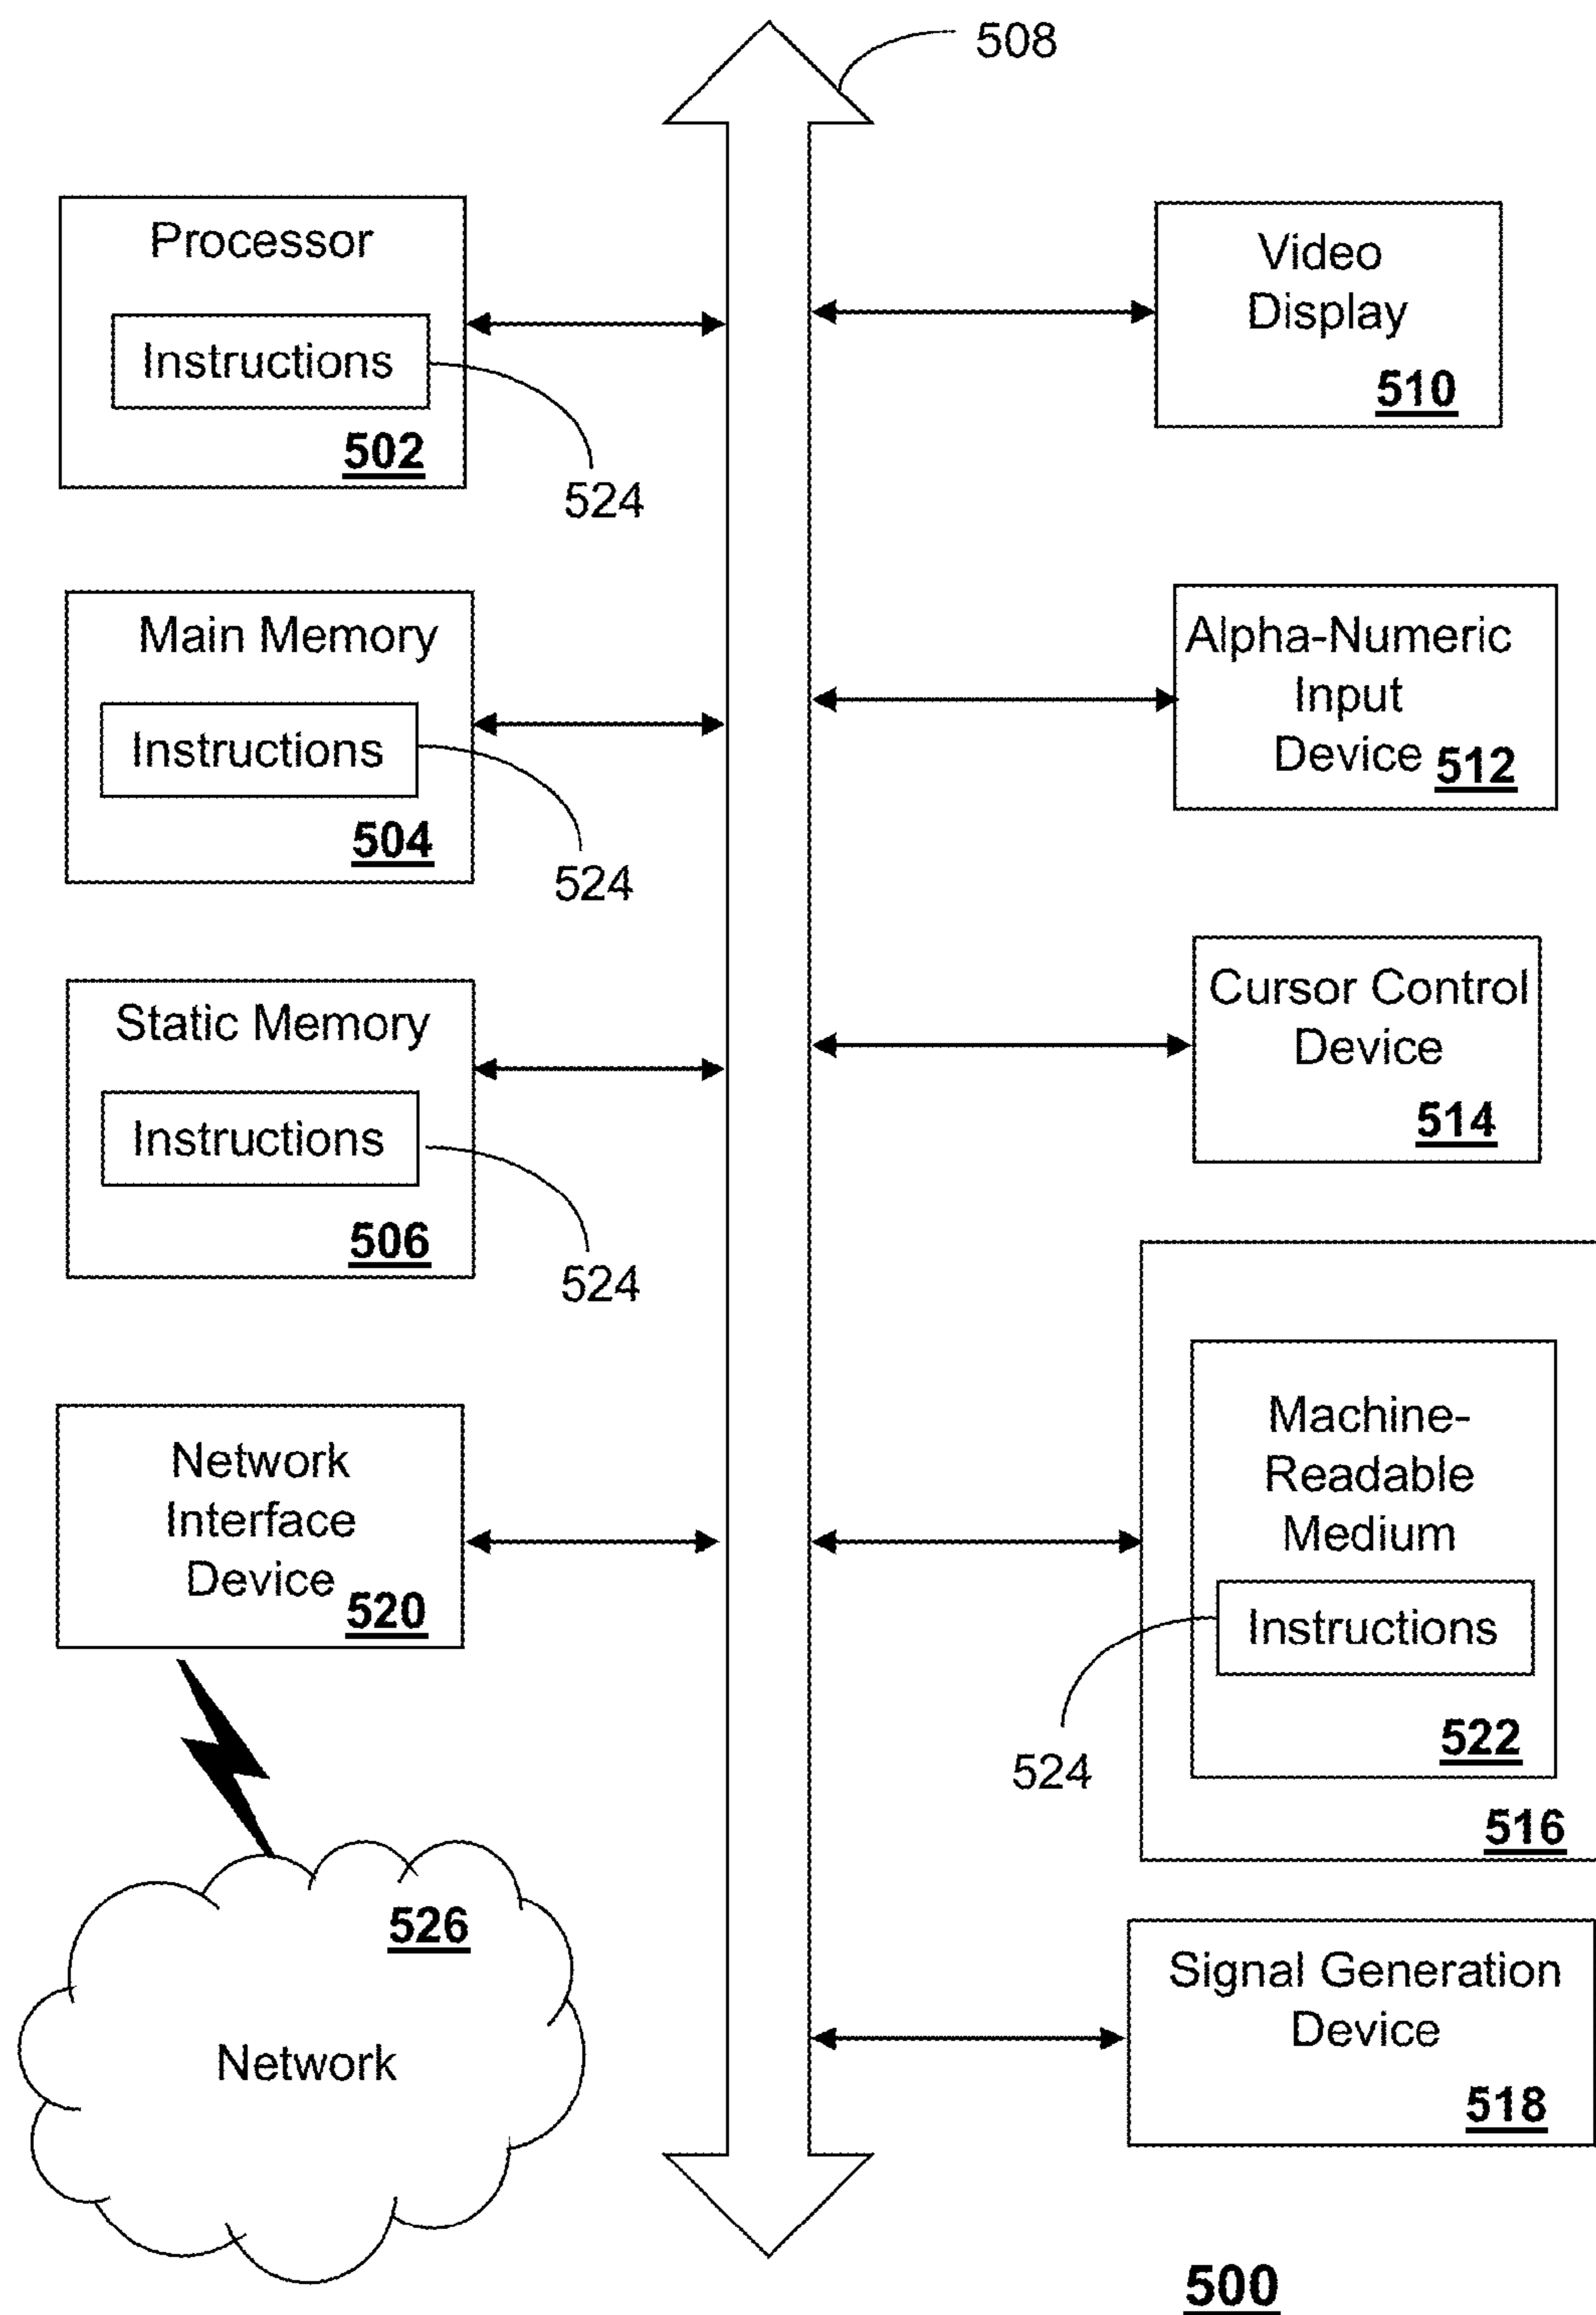 508
Processor
Instructions
502
524
Main Memory
Instructions
504
524
Static Memory
Instructions
506
524
Network
Interface
Device
520
526
Network
Video
Display
510
Alpha-Numeric
Input
Device 512
Cursor Control
Device
514
Machine-
Readable
Medium
Instructions
522
524
516
Signal Generation
Device
518
500